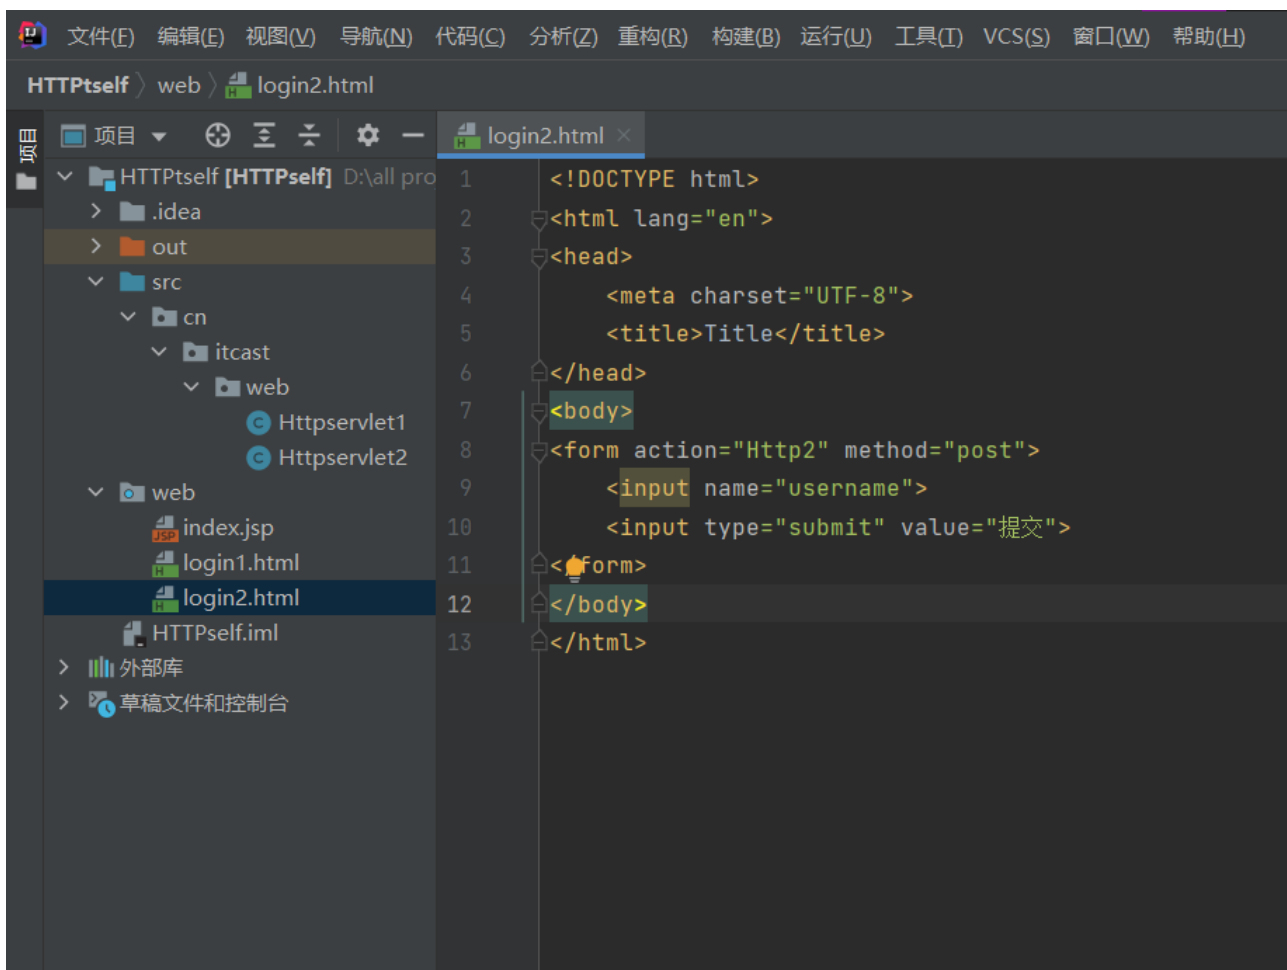 文件(F) 编辑(E) 视图(V) 导航(N) 代码(C) 分析(Z) 重构(R) 构建(B) 运行(U) 工具(T) VCS(S) 窗口(W) 帮助(H)
HTTPtself web login2.html
项目
项目
login2.html
HTTPtself [HTTPself] D:\all pro
.idea
out
src
cn
itcast
web
Httpservlet1
Httpservlet2
web
index.jsp
login1.html
login2.html
HTTPself.iml
外部库
草稿文件和控制台
1 <!DOCTYPE html>
2 <html lang="en">
3 <head>
4 <meta charset="UTF-8">
5 <title>Title</title>
6 </head>
7 <body>
8 <form action="Http2" method="post">
9 <input name="username">
10 <input type="submit" value="提交">
11 </form>
12 </body>
13 </html>